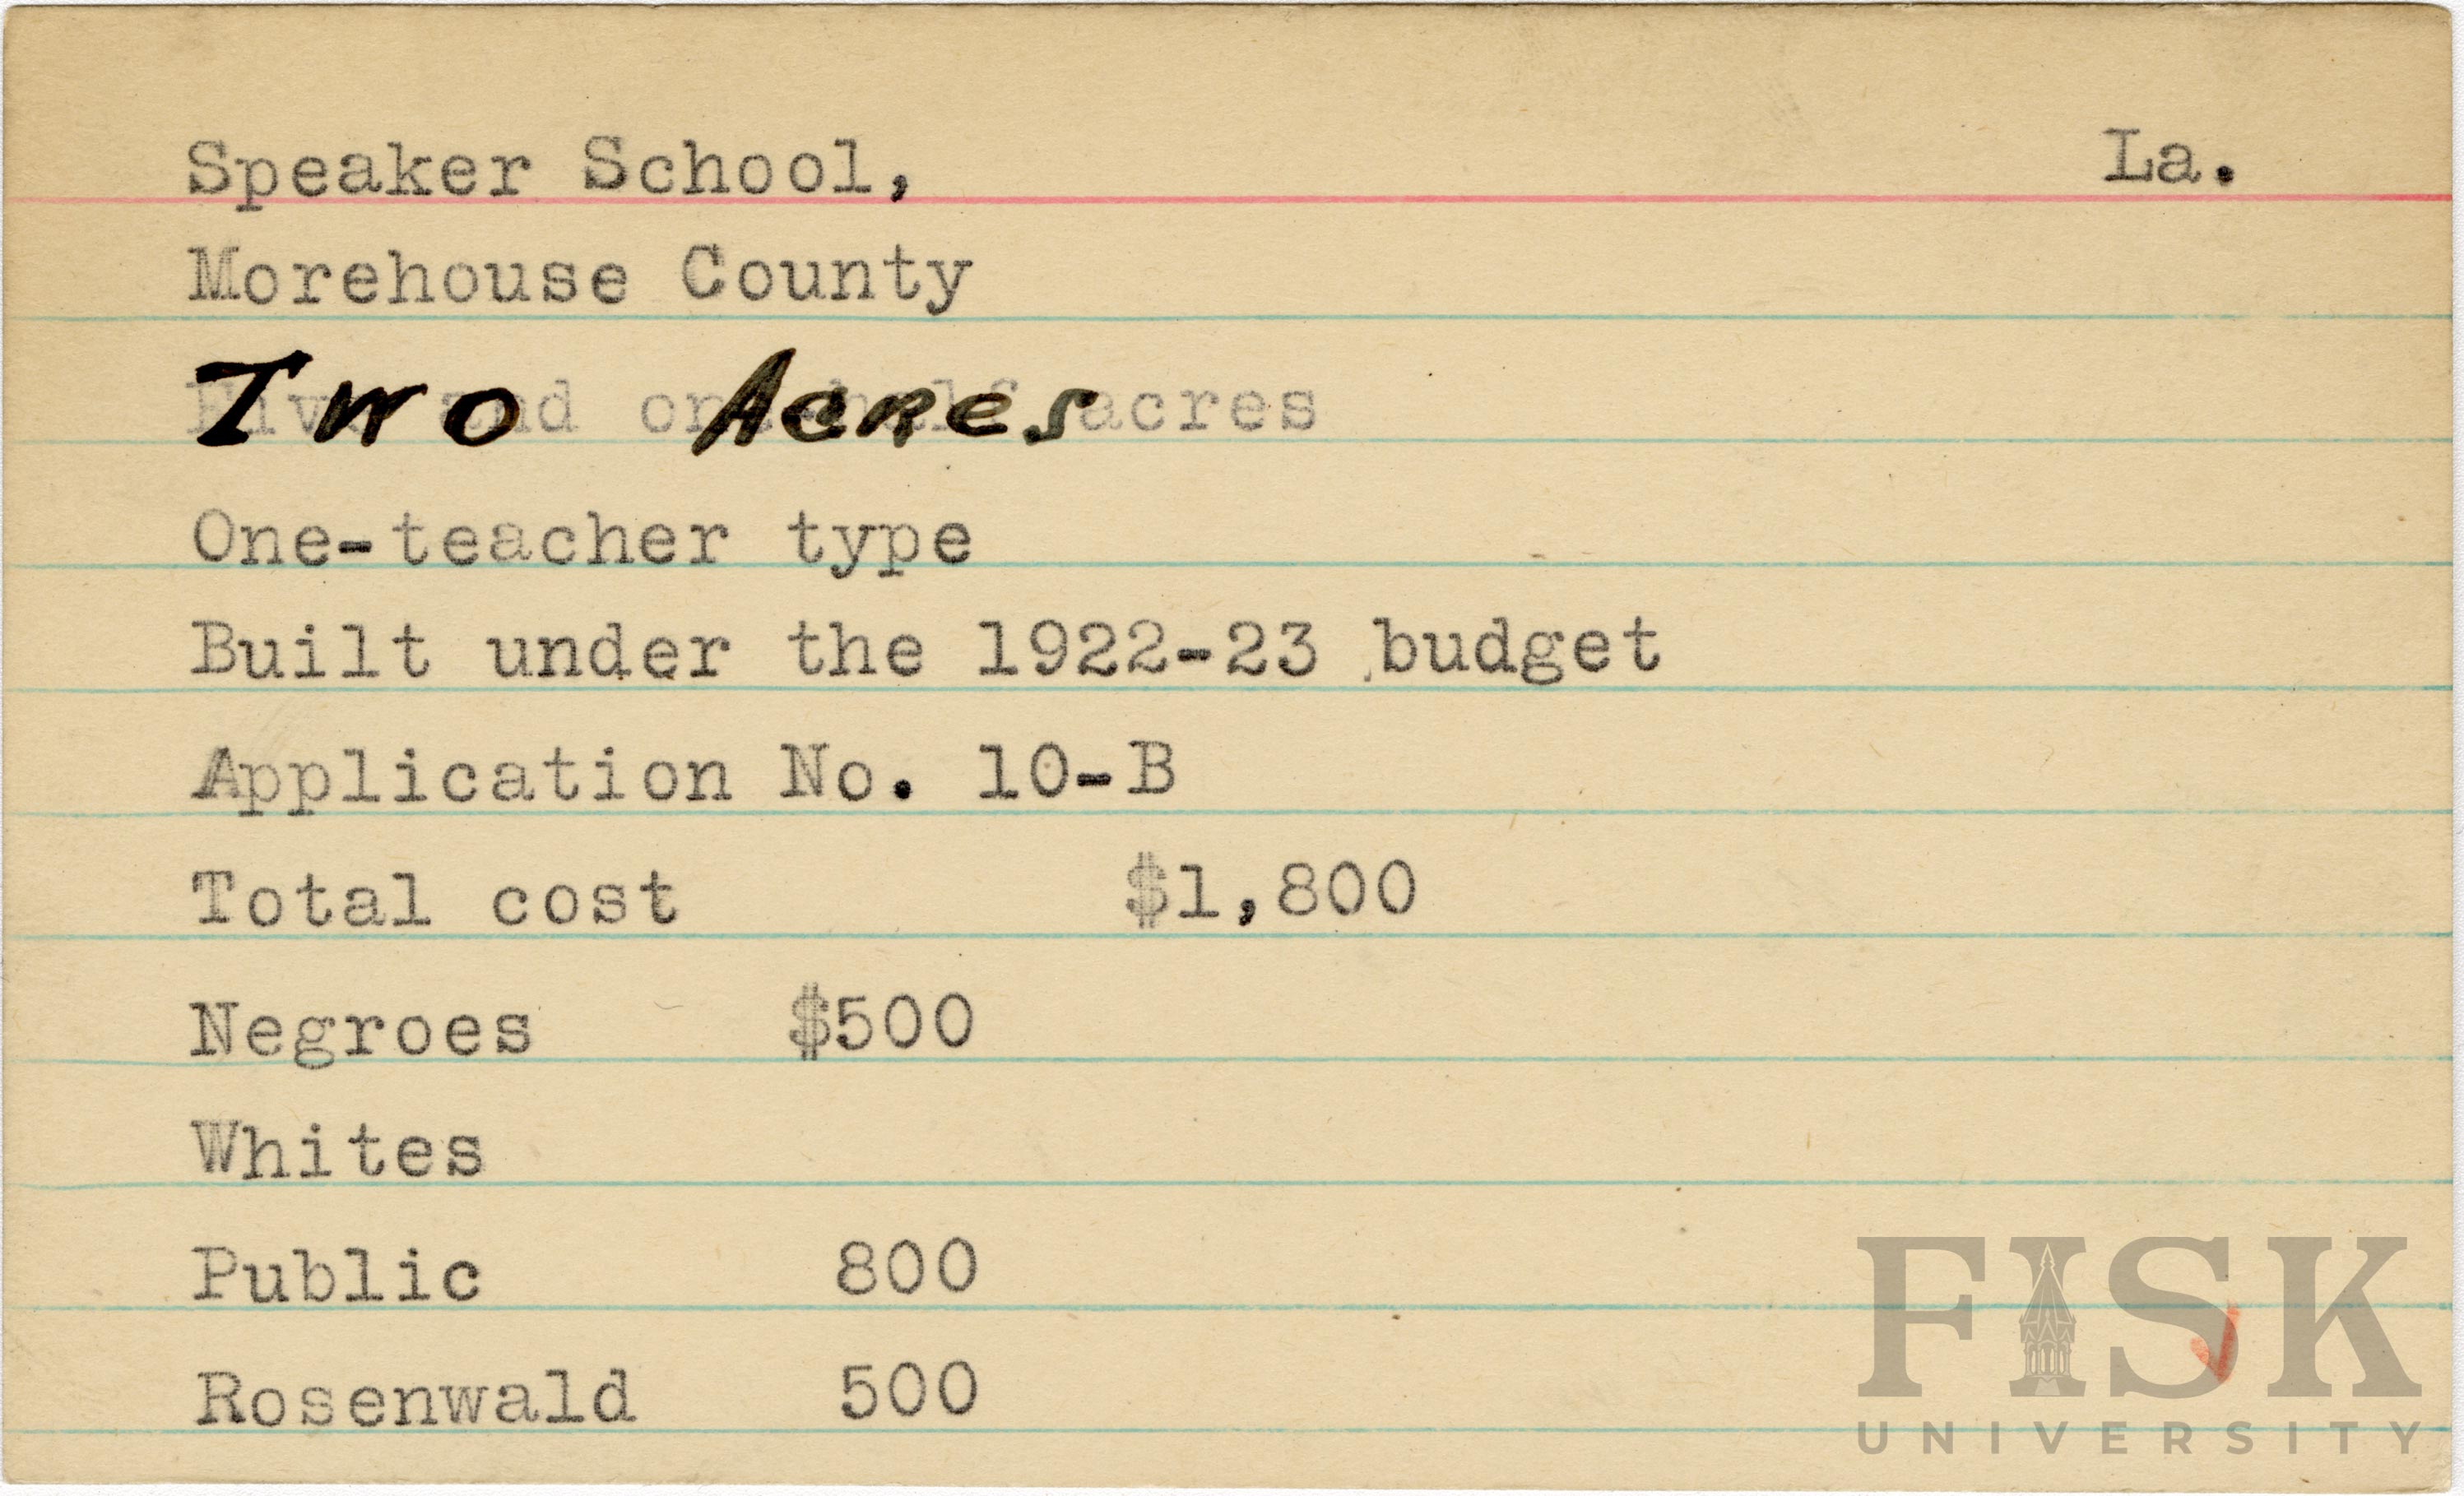 Speaker School, La.
Morehouse County
Two Acres acres
One-teacher type
Built under the 1922-23 budget
Application No. 10-B
Total cost $1,800
Negroes $500
Whites
Public 800
Rosenwald 500
FISK
UNIVERSITY